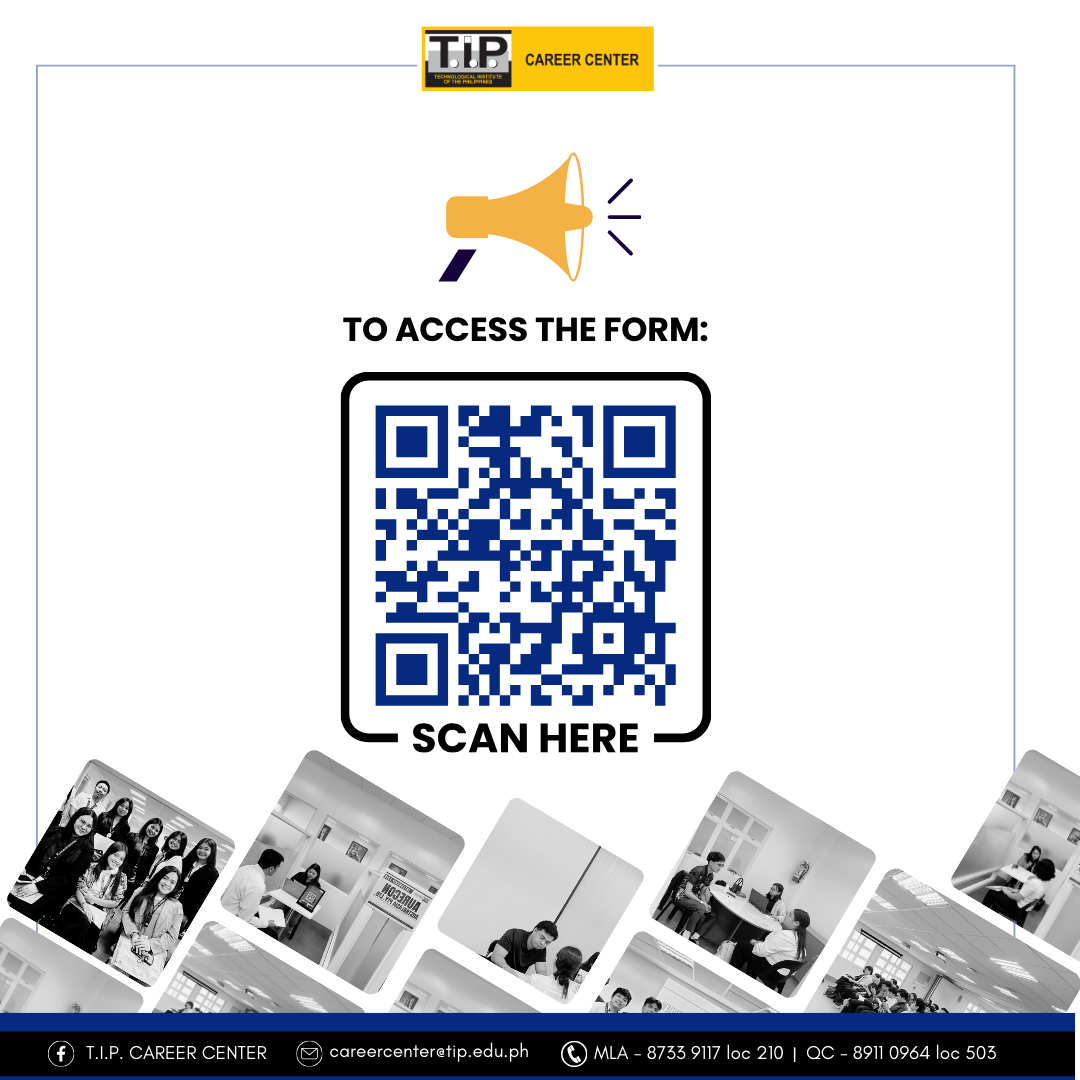 T.I.P.
TECHNOLOGICAL INSTITUTE
OF THE PHILIPPINES
CAREER CENTER
TO ACCESS THE FORM:
SCAN HERE
AURECON
T.I.P. CAREER CENTER
careercenter@tip.edu.ph
MLA - 8733 9117 loc 210 | QC - 8911 0964 loc 503